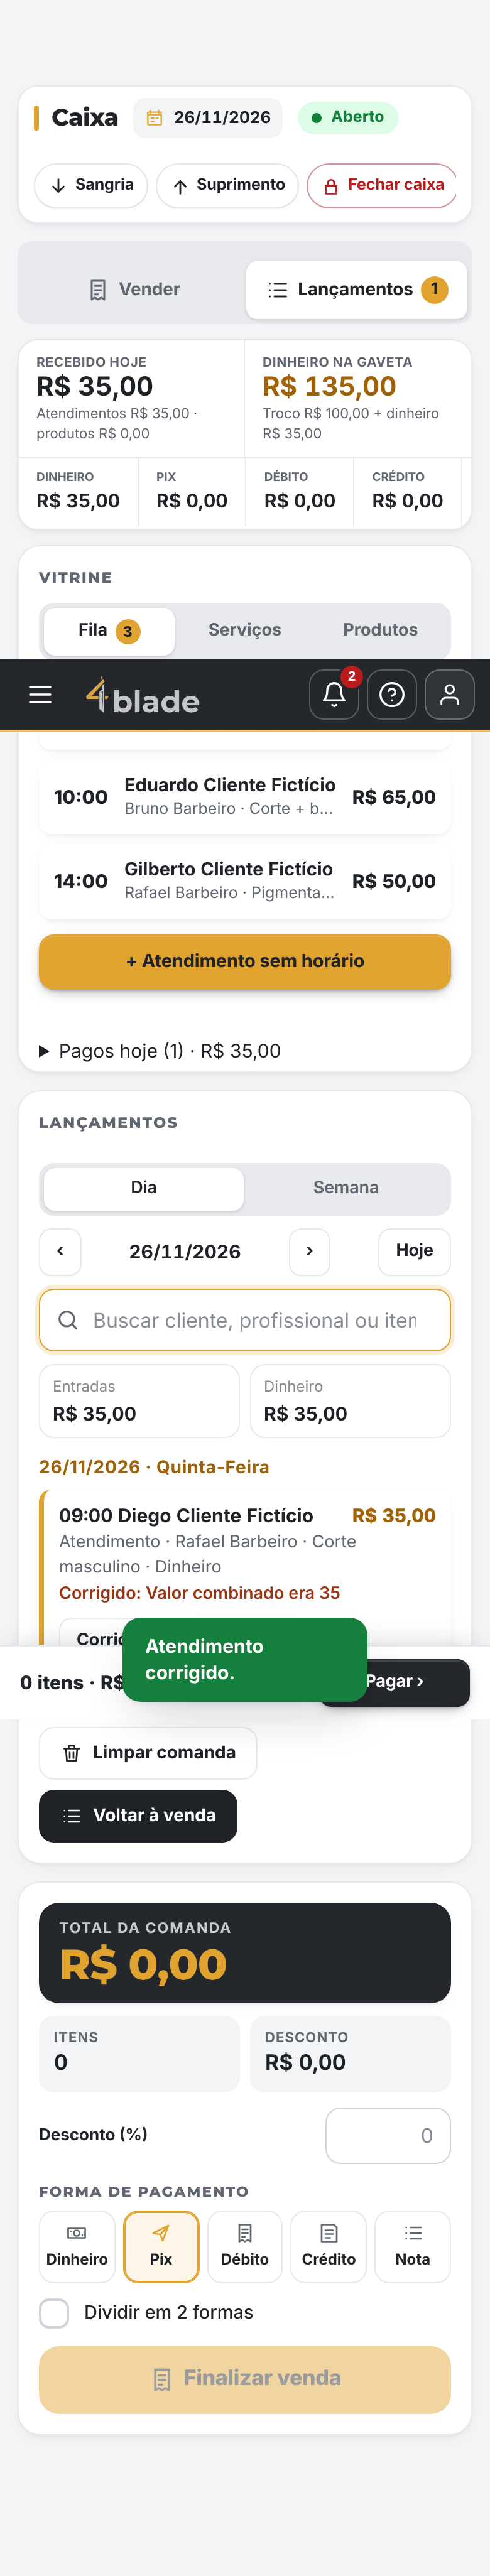 Caixa
26/11/2026
Aberto
Sangria
Suprimento
Fechar caixa
Vender
Lançamentos 1
RECEBIDO HOJE
R$ 35,00
Atendimentos R$ 35,00 ·
produtos R$ 0,00
DINHEIRO NA GAVETA
R$ 135,00
Troco R$ 100,00 + dinheiro
R$ 35,00
DINHEIRO
R$ 35,00
PIX
R$ 0,00
DÉBITO
R$ 0,00
CRÉDITO
R$ 0,00
VITRINE
Fila 3
Serviços
Produtos
4blade
2
10:00
Eduardo Cliente Fictício
Bruno Barbeiro · Corte + b...
R$ 65,00
14:00
Gilberto Cliente Fictício
Rafael Barbeiro · Pigmenta...
R$ 50,00
+ Atendimento sem horário
▶ Pagos hoje (1) · R$ 35,00
LANÇAMENTOS
Dia
Semana
‹
26/11/2026
›
Hoje
Buscar cliente, profissional ou iter
Entradas
R$ 35,00
Dinheiro
R$ 35,00
26/11/2026 · Quinta-Feira
09:00 Diego Cliente Fictício
R$ 35,00
Atendimento · Rafael Barbeiro · Corte
masculino · Dinheiro
Corrigido: Valor combinado era 35
Atendimento
corrigido.
0 itens · R$
Pagar ›
Limpar comanda
Voltar à venda
TOTAL DA COMANDA
R$ 0,00
ITENS
0
DESCONTO
R$ 0,00
Desconto (%)
0
FORMA DE PAGAMENTO
Dinheiro
Pix
Débito
Crédito
Nota
Dividir em 2 formas
Finalizar venda